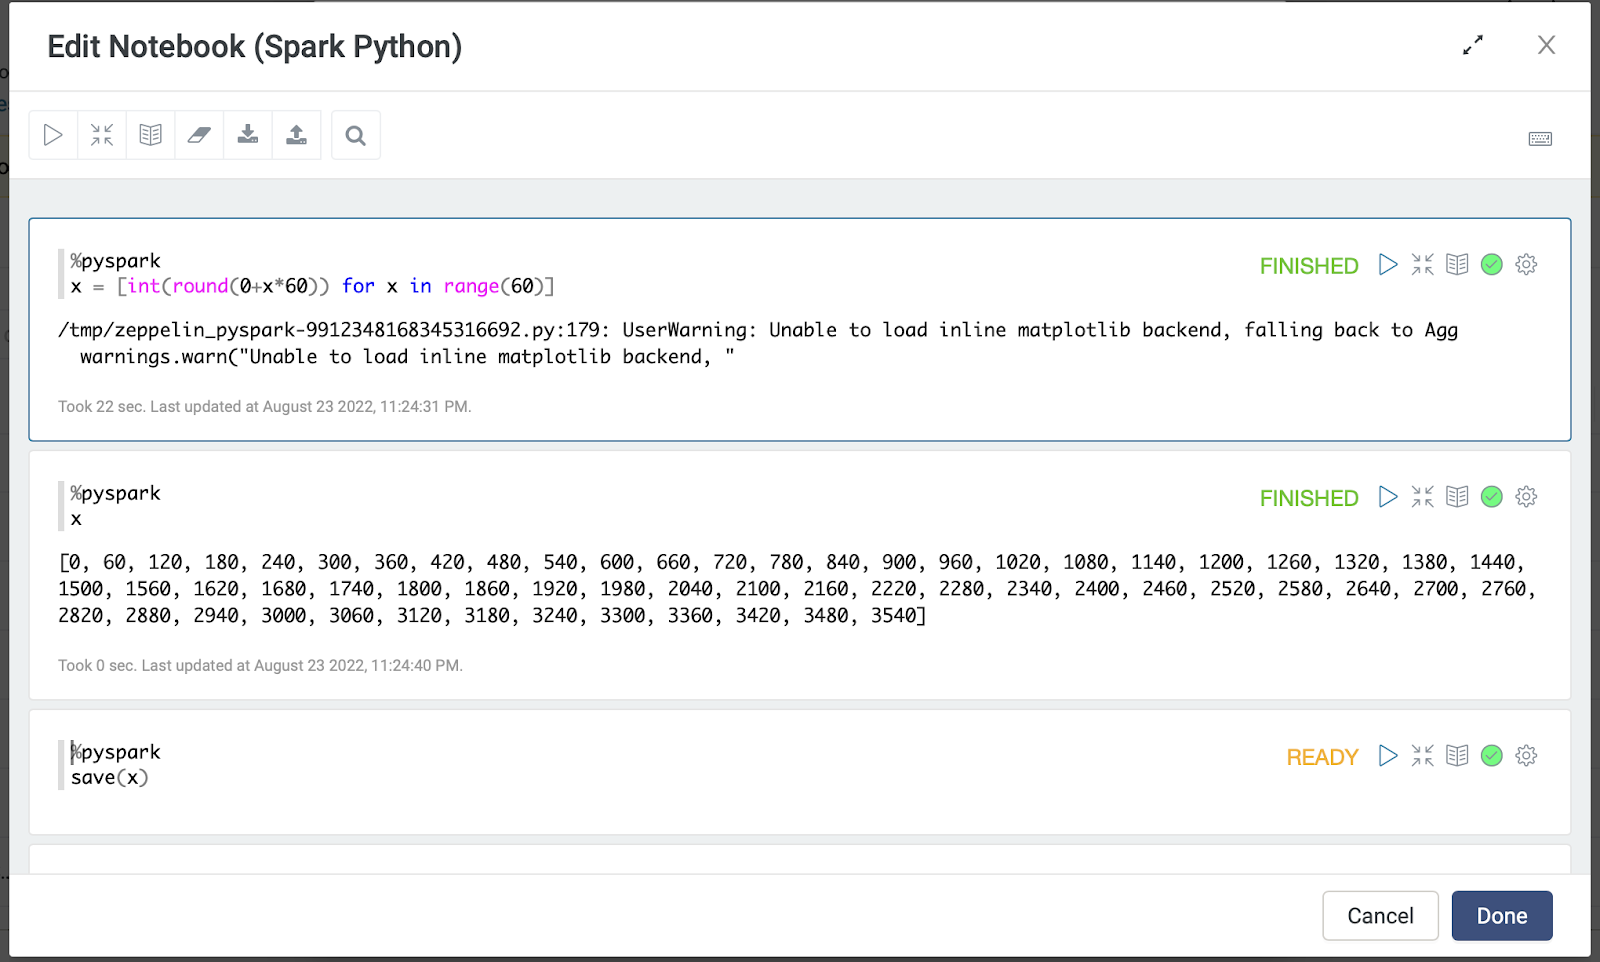 Edit Notebook (Spark Python)
%pyspark
x = [int(round(0+x*60)) for x in range(60)]
FINISHED
/tmp/zeppelin_pyspark-9912348168345316692.py:179: UserWarning: Unable to load inline matplotlib backend, falling back to Agg
warnings.warn("Unable to load inline matplotlib backend, "
Took 22 sec. Last updated at August 23 2022, 11:24:31 PM.
%pyspark
x
FINISHED
[0, 60, 120, 180, 240, 300, 360, 420, 480, 540, 600, 660, 720, 780, 840, 900, 960, 1020, 1080, 1140, 1200, 1260, 1320, 1380, 1440,
1500, 1560, 1620, 1680, 1740, 1800, 1860, 1920, 1980, 2040, 2100, 2160, 2220, 2280, 2340, 2400, 2460, 2520, 2580, 2640, 2700, 2760,
2820, 2880, 2940, 3000, 3060, 3120, 3180, 3240, 3300, 3360, 3420, 3480, 3540]
Took 0 sec. Last updated at August 23 2022, 11:24:40 PM.
%pyspark
save(x)
READY
Cancel
Done